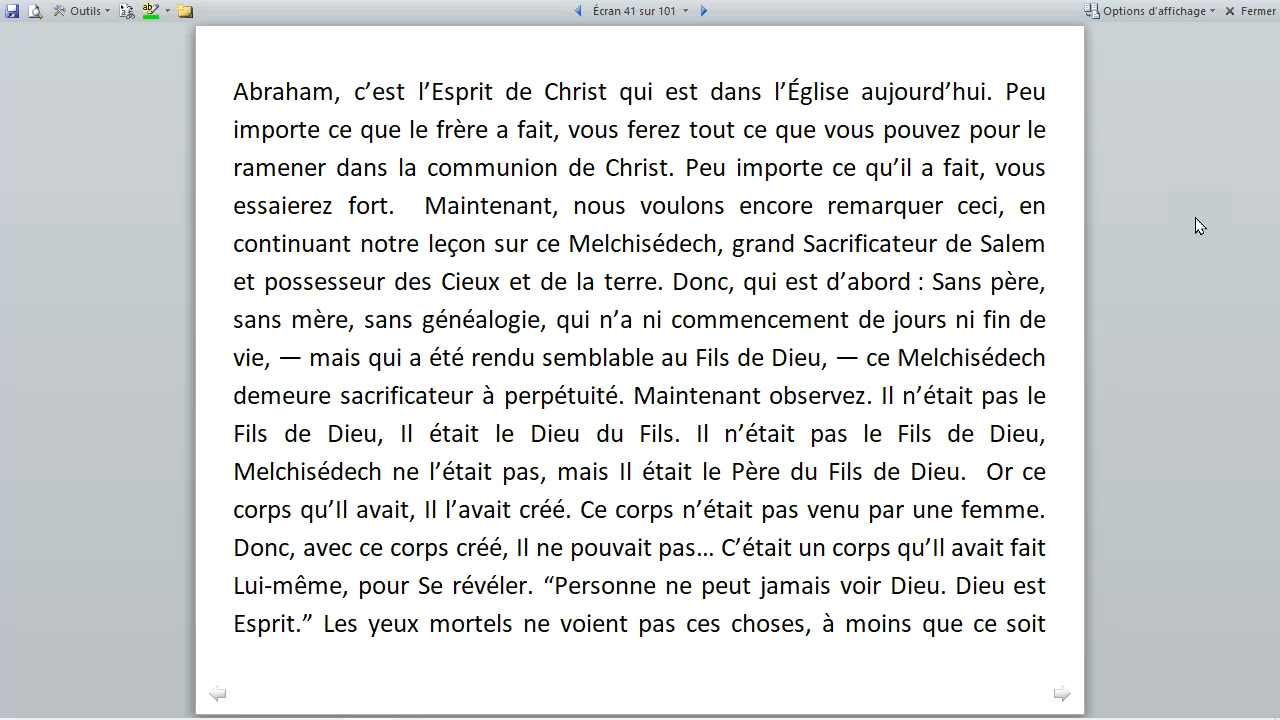 Outils
Écran 41 sur 101
Options d'affichage
Fermer
Abraham, c’est l’Esprit de Christ qui est dans l’Église aujourd’hui. Peu
importe ce que le frère a fait, vous ferez tout ce que vous pouvez pour le
ramener dans la communion de Christ. Peu importe ce qu’il a fait, vous
essaierez fort.  Maintenant, nous voulons encore remarquer ceci, en
continuant notre leçon sur ce Melchisédech, grand Sacrificateur de Salem
et possesseur des Cieux et de la terre. Donc, qui est d’abord : Sans père,
sans mère, sans généalogie, qui n’a ni commencement de jours ni fin de
vie, — mais qui a été rendu semblable au Fils de Dieu, — ce Melchisédech
demeure sacrificateur à perpétuité. Maintenant observez. Il n’était pas le
Fils de Dieu, Il était le Dieu du Fils. Il n’était pas le Fils de Dieu,
Melchisédech ne l’était pas, mais Il était le Père du Fils de Dieu.  Or ce
corps qu’Il avait, Il l’avait créé. Ce corps n’était pas venu par une femme.
Donc, avec ce corps créé, Il ne pouvait pas… C’était un corps qu’Il avait fait
Lui-même, pour Se révéler. “Personne ne peut jamais voir Dieu. Dieu est
Esprit.” Les yeux mortels ne voient pas ces choses, à moins que ce soit